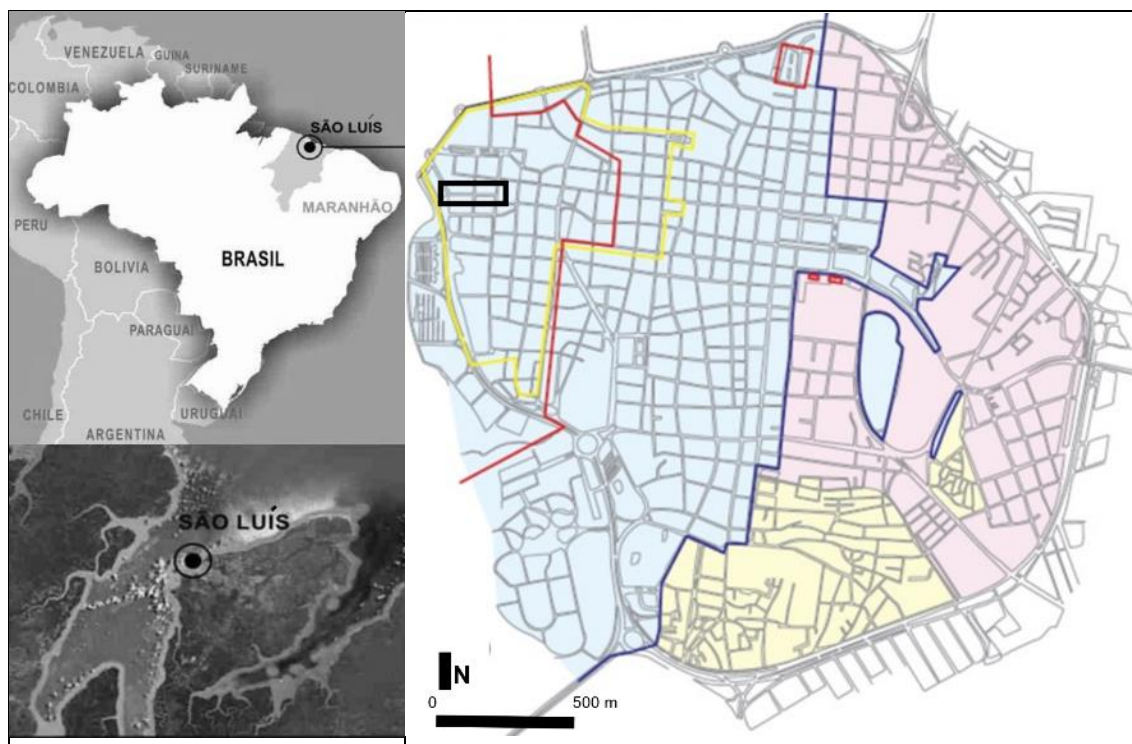 VENEZUELA
GUINA
SURINAME
COLOMBIA
SÃO LUÍS
MARANHÃO
PERU
BRASIL
BOLIVIA
PARAGUAI
CHILE
URUGUAI
ARGENTINA
SÃO LUÍS
N
0 500 m